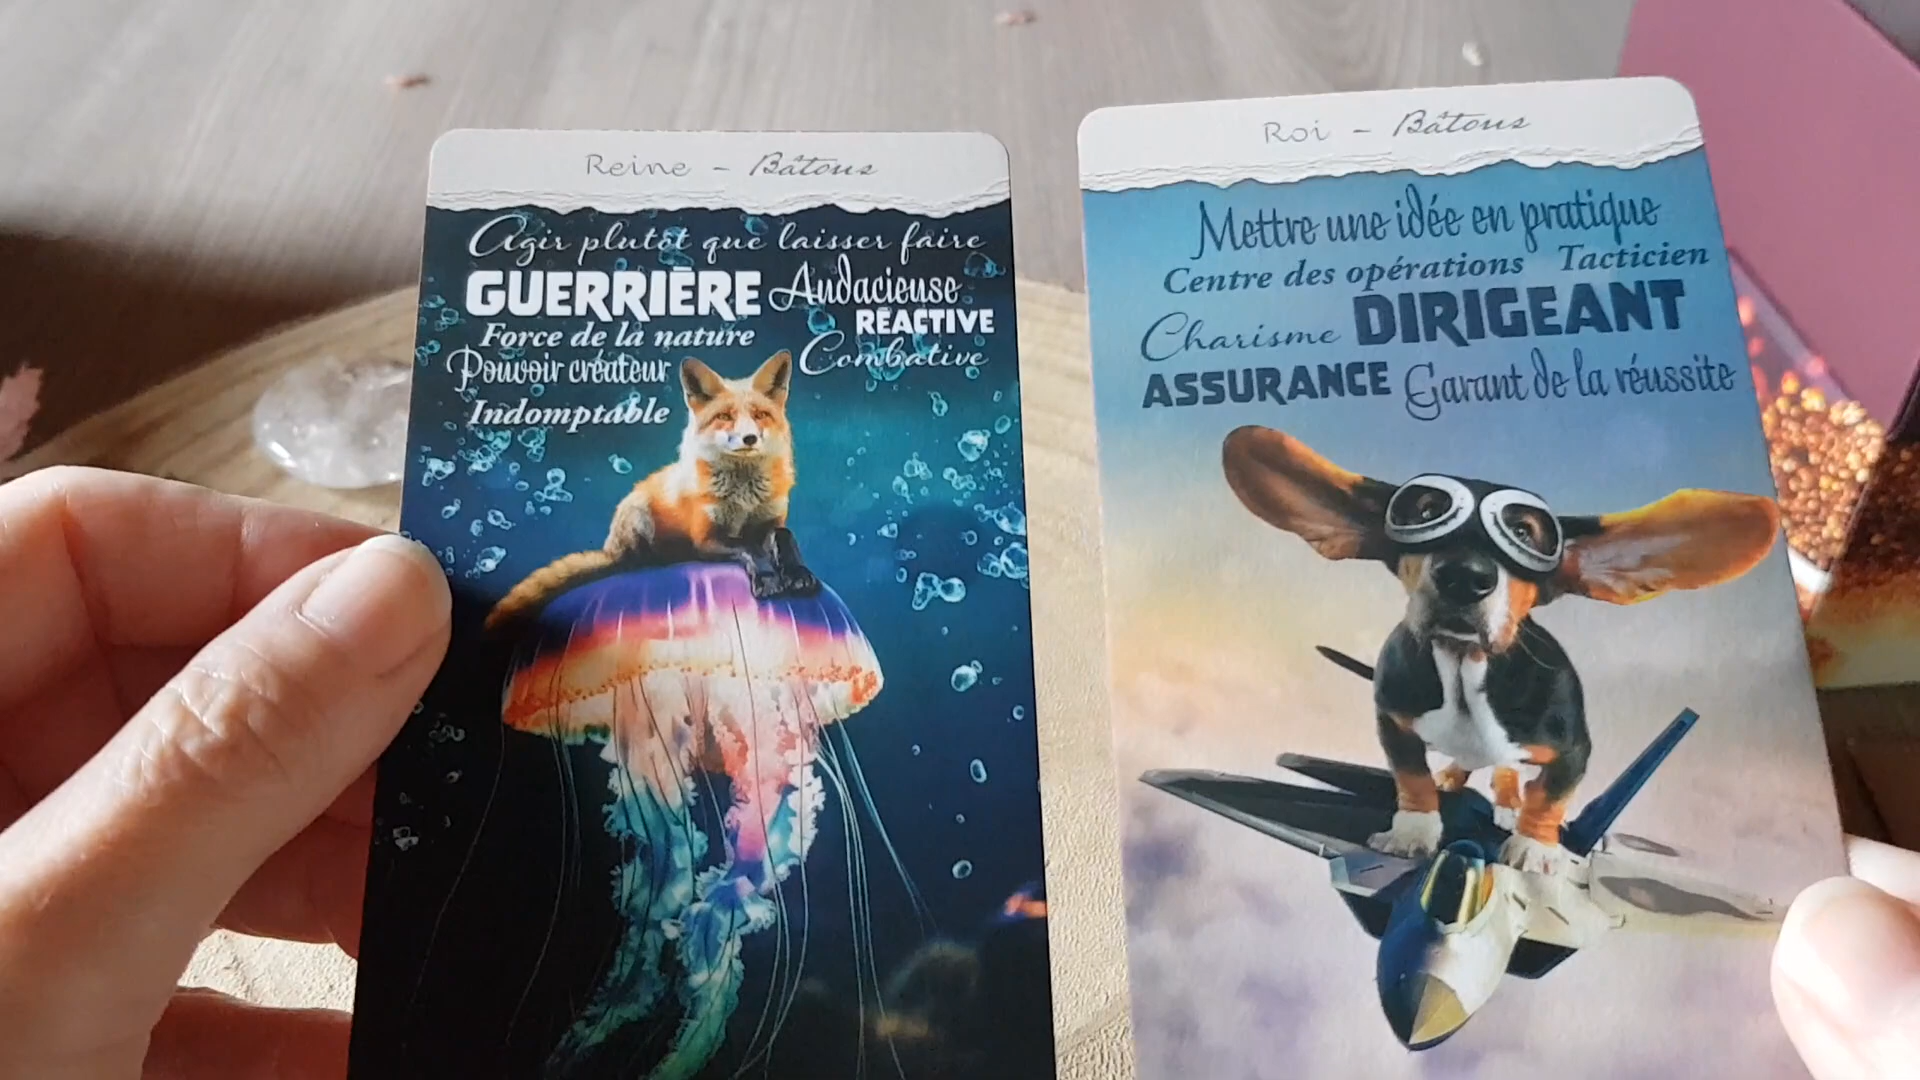 Reine - Bâtons
Agir plutôt que laisser faire
GUERRIÈRE Audacieuse
Force de la nature RÉACTIVE
Pouvoir créateur Combative
Indomptable
Roi - Bâtons
Mettre une idée en pratique
Centre des opérations Tacticien
Charisme DIRIGEANT
ASSURANCE Garant de la réussite